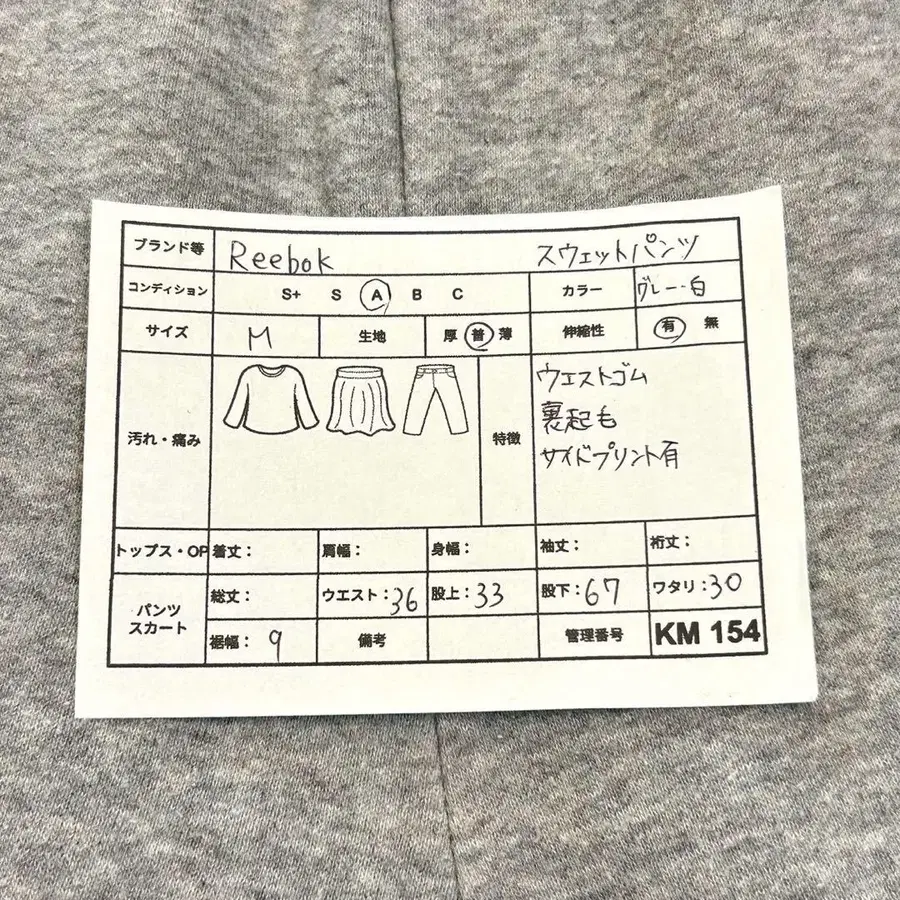 ブランド等 Reebok スウェットパンツ
コンディション S+ S A B C カラー グレー・白
サイズ M 生地 厚 普 薄 伸縮性 有 無
汚れ・痛み 特徴 ウエストゴム
裏起も
サイドプリント有
トップス・OP 着丈： 肩幅： 身幅： 袖丈： 裄丈：
パンツ スカート 総丈： ウエスト：36 股上：33 股下：67 ワタリ：30
裾幅：9 備考 管理番号 KM 154